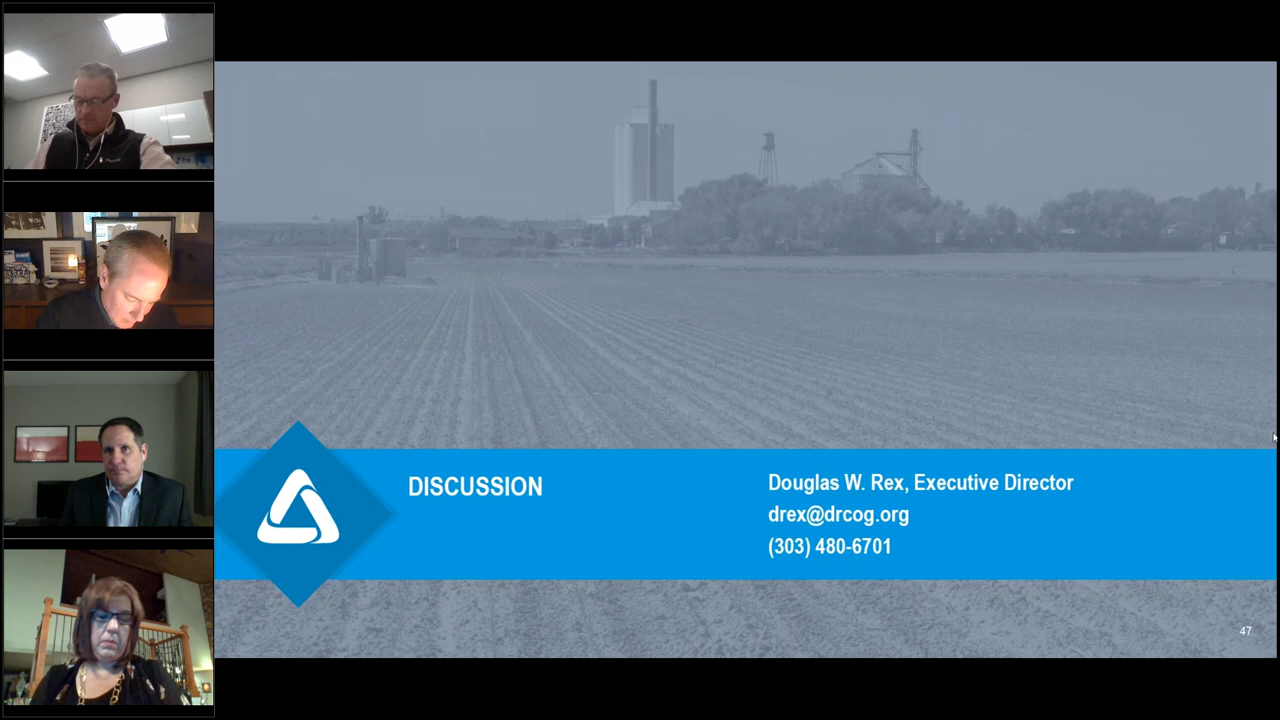 DISCUSSION
Douglas W. Rex, Executive Director
drex@drcog.org
(303) 480-6701
47